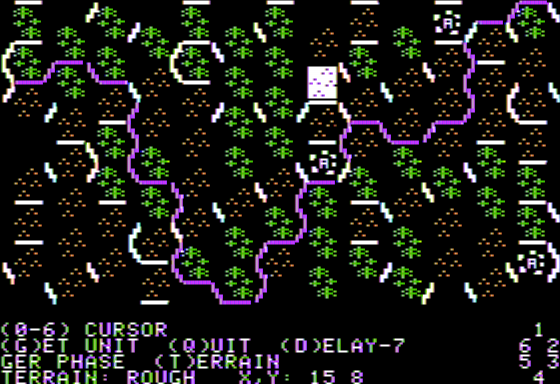 A
A
A
(0-6) CURSOR 1
(G)ET UNIT (Q)UIT (D)ELAY-7 6 2
GER PHASE (T)ERRAIN 5 3
TERRAIN: ROUGH X,Y: 15 8 4